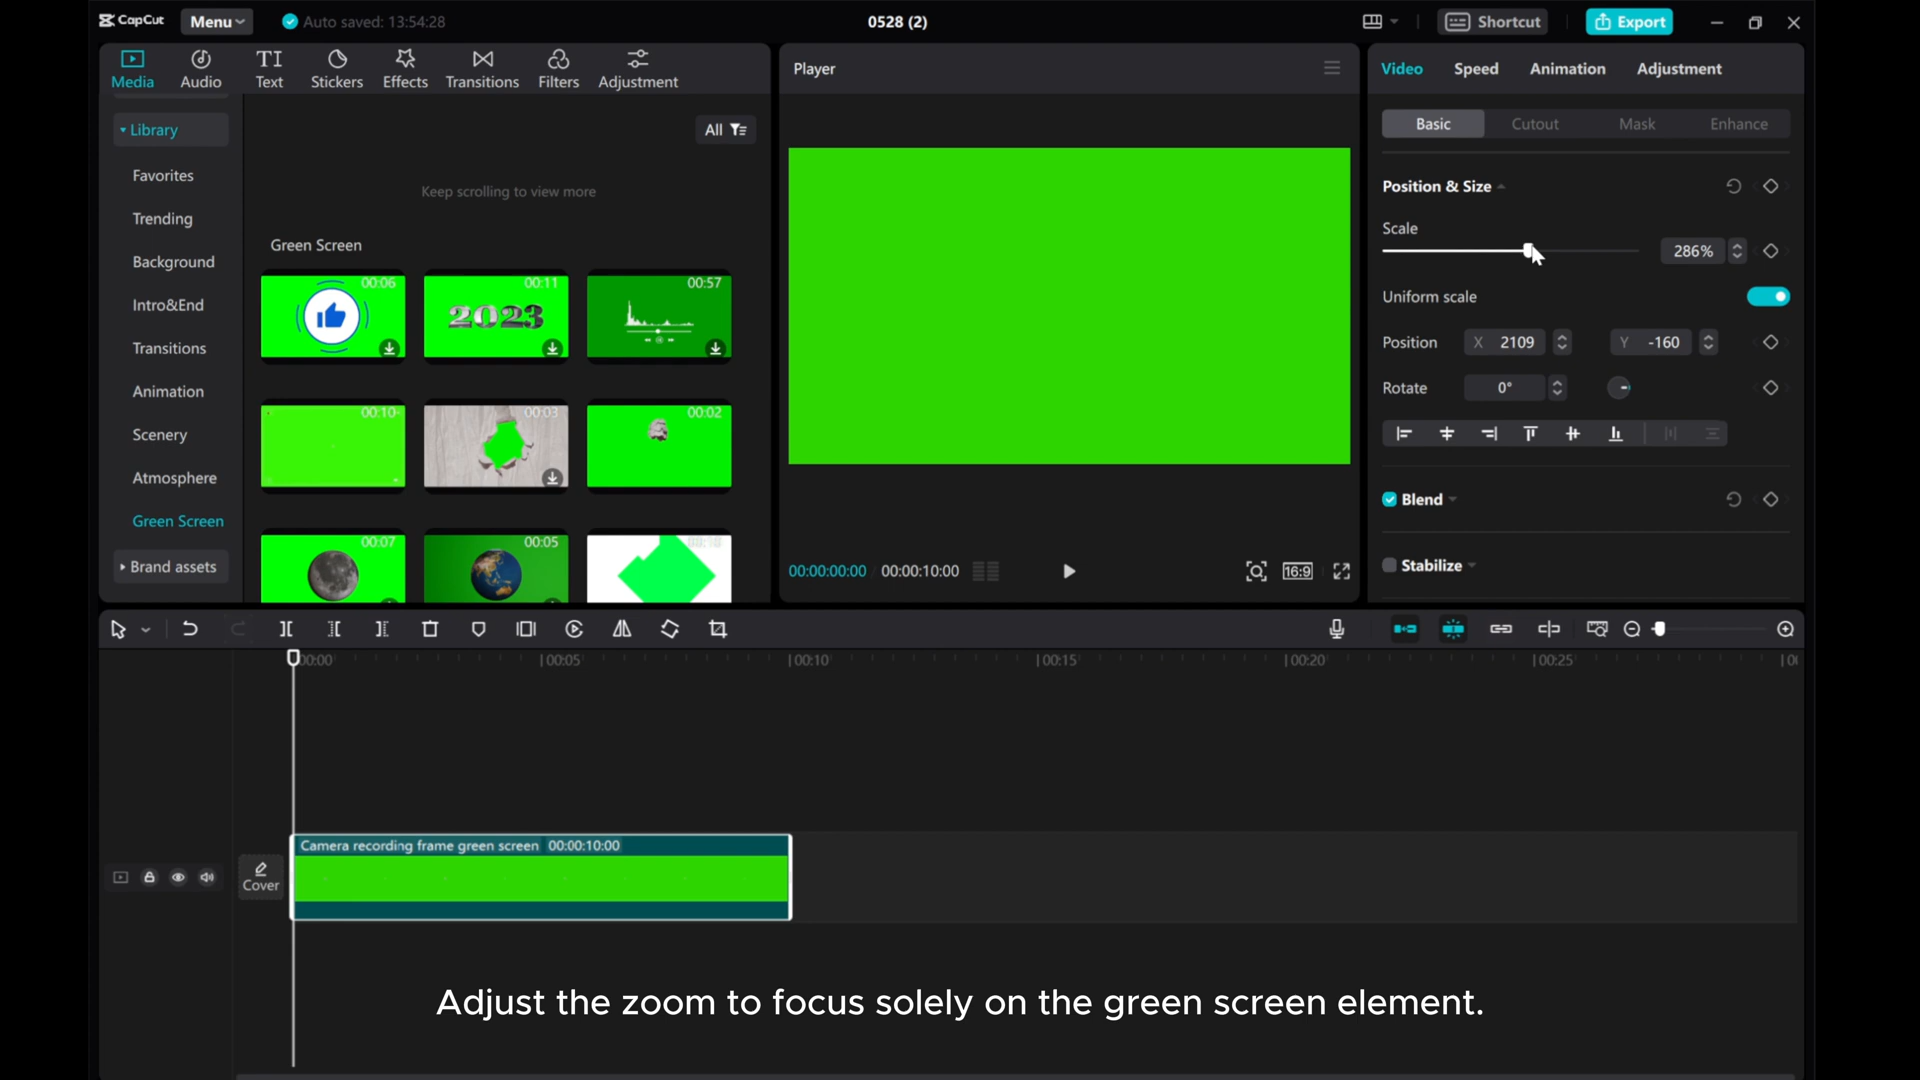 CapCut
Menu
Auto saved: 13:54:28
0528 (2)
Shortcut
Export
Media
Audio
Text
Stickers
Effects
Transitions
Filters
Adjustment
Player
Video
Speed
Animation
Adjustment
Library
Favorites
Trending
Background
Intro&End
Transitions
Animation
Scenery
Atmosphere
Green Screen
Brand assets
All
Keep scrolling to view more
Green Screen
00:06
00:11
2023
00:57
00:10
00:03
00:02
00:07
00:05
00:00:00:00
00:00:10:00
16:9
Basic
Cutout
Mask
Enhance
Position & Size
Scale
286%
Uniform scale
Position
X 2109
Y -160
Rotate
0°
Blend
Stabilize
00:00
00:05
00:10
00:15
00:20
00:25
Camera recording frame green screen 00:00:10:00
Cover
Adjust the zoom to focus solely on the green screen element.